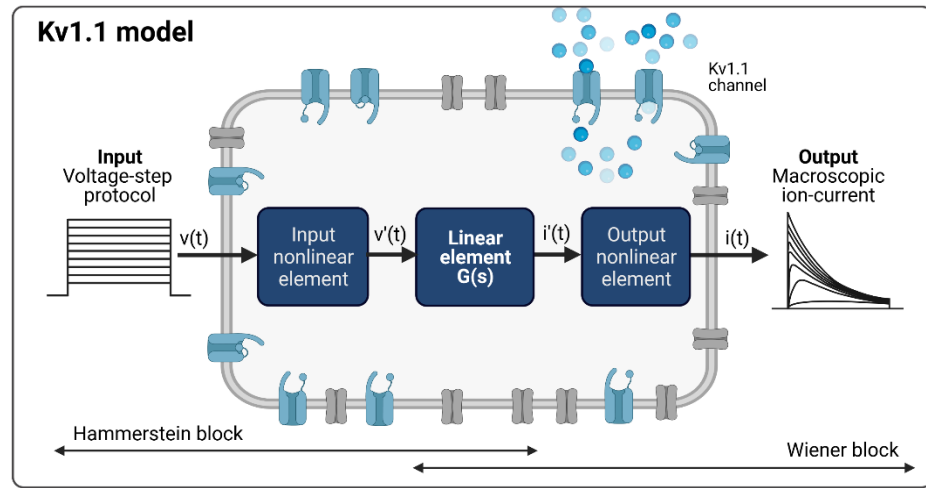 Kv1.1 model
Kv1.1
channel
Input
Voltage-step
protocol
v(t)
Input
nonlinear
element
v'(t)
Linear
element
G(s)
i'(t)
Output
nonlinear
element
i(t)
Output
Macroscopic
ion-current
Hammerstein block
Wiener block